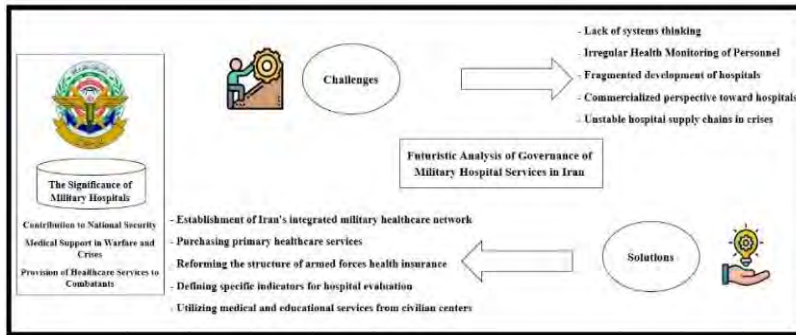 The Significance of
Military Hospitals
Contribution to National Security
Medical Support in Warfare and
Crises
Provision of Healthcare Services to
Combatants
Challenges
- Lack of systems thinking
- Irregular Health Monitoring of Personnel
- Fragmented development of hospitals
- Commercialized perspective toward hospitals
- Unstable hospital supply chains in crises
Futuristic Analysis of Governance of
Military Hospital Services in Iran
- Establishment of Iran's integrated military healthcare network
- Purchasing primary healthcare services
- Reforming the structure of armed forces health insurance
- Defining specific indicators for hospital evaluation
- Utilizing medical and educational services from civilian centers
Solutions